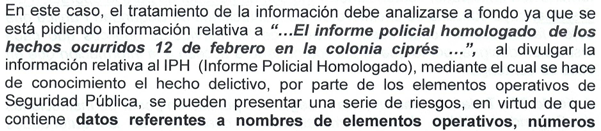 En este caso, el tratamiento de la información debe analizarse a fondo ya que se
está pidiendo información relativa a “...El informe policial homologado de los
hechos ocurridos 12 de febrero en la colonia ciprés ...”, al divulgar la
información relativa al IPH (Informe Policial Homologado), mediante el cual se hace
de conocimiento el hecho delictivo, por parte de los elementos operativos de
Seguridad Pública, se pueden presentar una serie de riesgos, en virtud de que
contiene datos referentes a nombres de elementos operativos, números